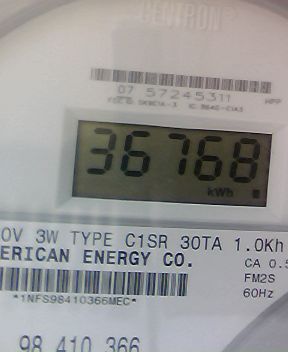 CENTRON
07 57245311
HPP
36768
kWh
0V 3W TYPE C1SR 30TA 1.0Kh
ERICAN ENERGY CO.
CA 0.5
FM2S
*1NFS98410366MEC*
60Hz
98 410 366